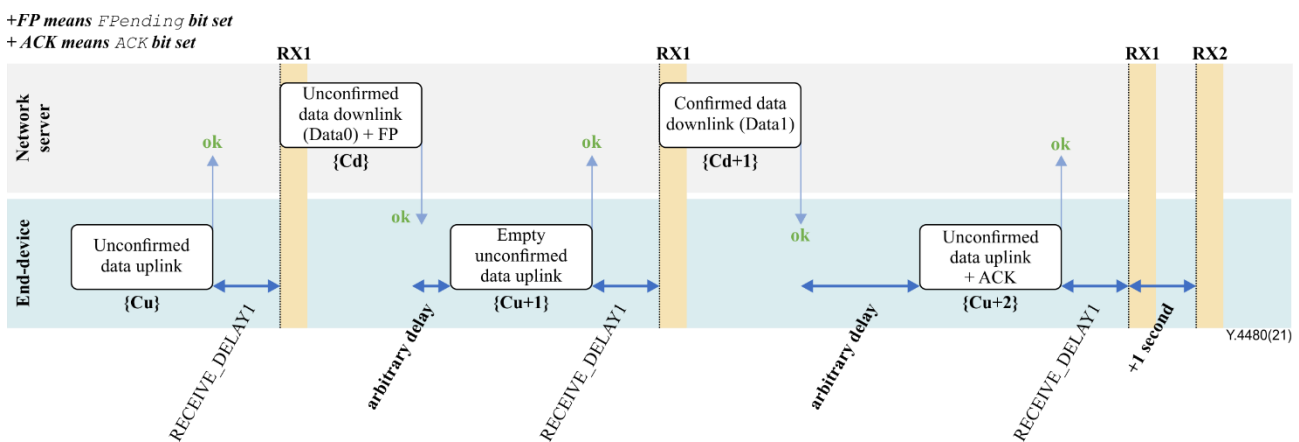 +FP means FPending bit set
+ ACK means ACK bit set
RX1
RX1
RX1
RX2
Network
server
Unconfirmed
data downlink
(Data0) + FP
{Cd}
Confirmed data
downlink (Data1)
{Cd+1}
ok
ok
ok
ok
ok
End-device
Unconfirmed
data uplink
{Cu}
Empty
unconfirmed
data uplink
{Cu+1}
Unconfirmed
data uplink
+ ACK
{Cu+2}
RECEIVE_DELAY1
arbitrary delay
RECEIVE_DELAY1
arbitrary delay
RECEIVE_DELAY1
+1 second
Y.4480(21)